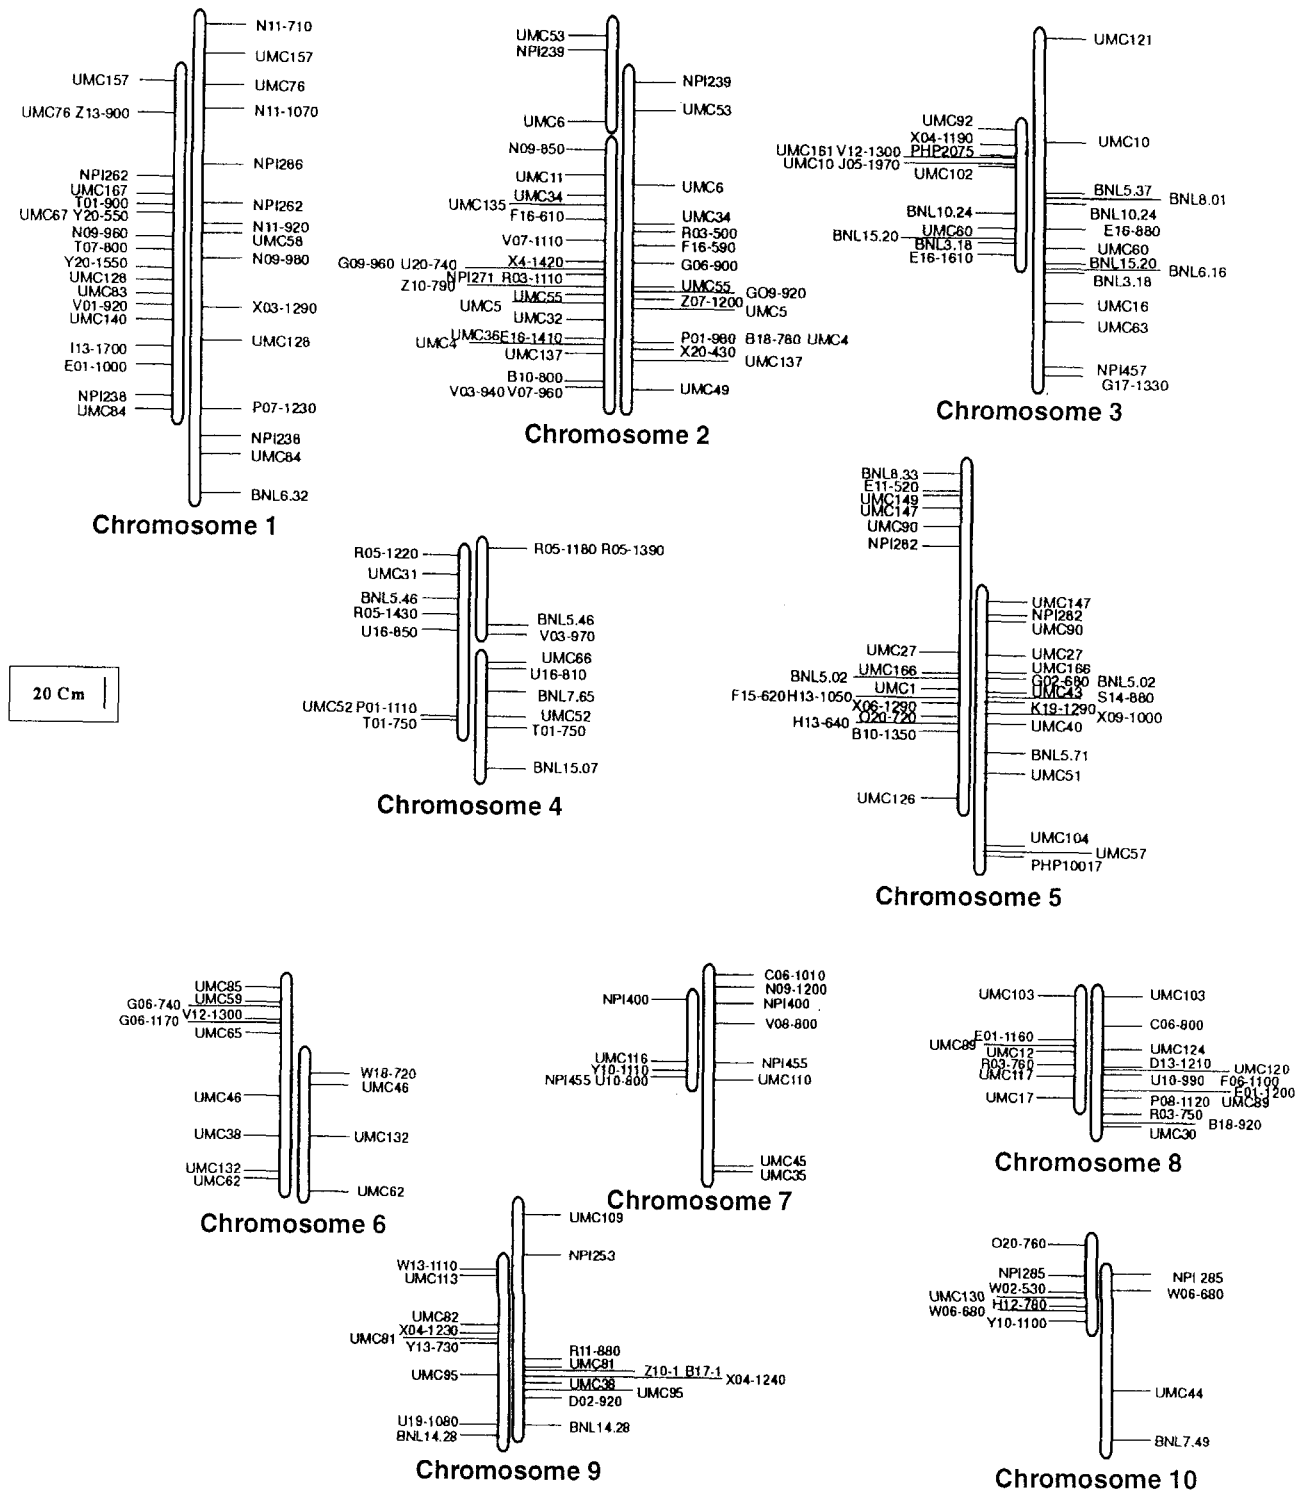 N11-710
UMC157
UMC76
N11-1070
NPI286
NPI262
N11-920
UMC58
N09-980
X03-1290
UMC128
P07-1230
NPI238
UMC84
BNL6.32
UMC157
UMC76 Z13-900
NPI262
UMC167
T01-900
UMC67 Y20-550
N09-960
T07-800
Y20-1550
UMC128
UMC83
V01-920
UMC140
I13-1700
E01-1000
NPI238
UMC84
Chromosome 1
UMC53
NPI239
UMC6
N09-850
UMC11
UMC34
UMC135
F16-610
V07-1110
X4-1420
G09-960 U20-740
NPI271 R03-1110
Z10-790
UMC55
UMC5
UMC32
UMC36 E16-1410
UMC4
UMC137
B10-800
V03-940 V07-960
NPI239
UMC53
UMC6
UMC34
R03-500
F16-590
G06-900
UMC55
GO9-920
Z07-1200
UMC5
P01-980 B18-780 UMC4
X20-430
UMC137
UMC49
Chromosome 2
UMC92
X04-1190
UMC161 V12-1300 PHP2075
UMC10 J05-1970
UMC102
BNL10.24
UMC60
BNL15.20
BNL3.18
E16-1610
UMC121
UMC10
BNL5.37
BNL8.01
BNL10.24
E16-880
UMC60
BNL15.20
BNL6.16
BNL3.18
UMC16
UMC63
NPI457
G17-1330
Chromosome 3
R05-1220
UMC31
BNL5.46
R05-1430
U16-850
UMC52 P01-1110
T01-750
R05-1180 R05-1390
BNL5.46
V03-970
UMC66
U16-810
BNL7.65
UMC52
T01-750
BNL15.07
Chromosome 4
20 Cm
BNL8.33
E11-520
UMC149
UMC147
UMC90
NPI282
UMC27
UMC166
BNL5.02
UMC1
F15-620 H13-1050
X06-1290
O20-720
H13-640
B10-1350
UMC126
UMC147
NPI282
UMC90
UMC27
UMC166
G02-680 BNL5.02
UMC43
S14-880
K19-1290
X09-1000
UMC40
BNL5.71
UMC51
UMC104
UMC57
PHP10017
Chromosome 5
UMC85
UMC59
G06-740
V12-1300
G06-1170
UMC65
UMC46
UMC38
UMC132
UMC62
W18-720
UMC46
UMC132
UMC62
Chromosome 6
NPI400
UMC116
Y10-1110
NPI455 U10-800
C06-1010
N09-1200
NPI400
V08-800
NPI455
UMC110
UMC45
UMC35
Chromosome 7
UMC103
E01-1160
UMC89
UMC12
R03-760
UMC117
UMC17
UMC103
C06-800
UMC124
D13-1210
UMC120
U10-990 F06-1100
E01-1200
P08-1120 UMC89
R03-750
B18-920
UMC30
Chromosome 8
W13-1110
UMC113
UMC82
X04-1230
UMC81
Y13-730
UMC95
U19-1080
BNL14.28
UMC109
NPI253
R11-880
UMC81
Z10-1 B17-1
X04-1240
UMC38
UMC95
D02-920
BNL14.28
Chromosome 9
O20-760
NPI285
W02-530
UMC130
H12-780
W06-680
Y10-1100
NPI 285
W06-680
UMC44
BNL7.49
Chromosome 10